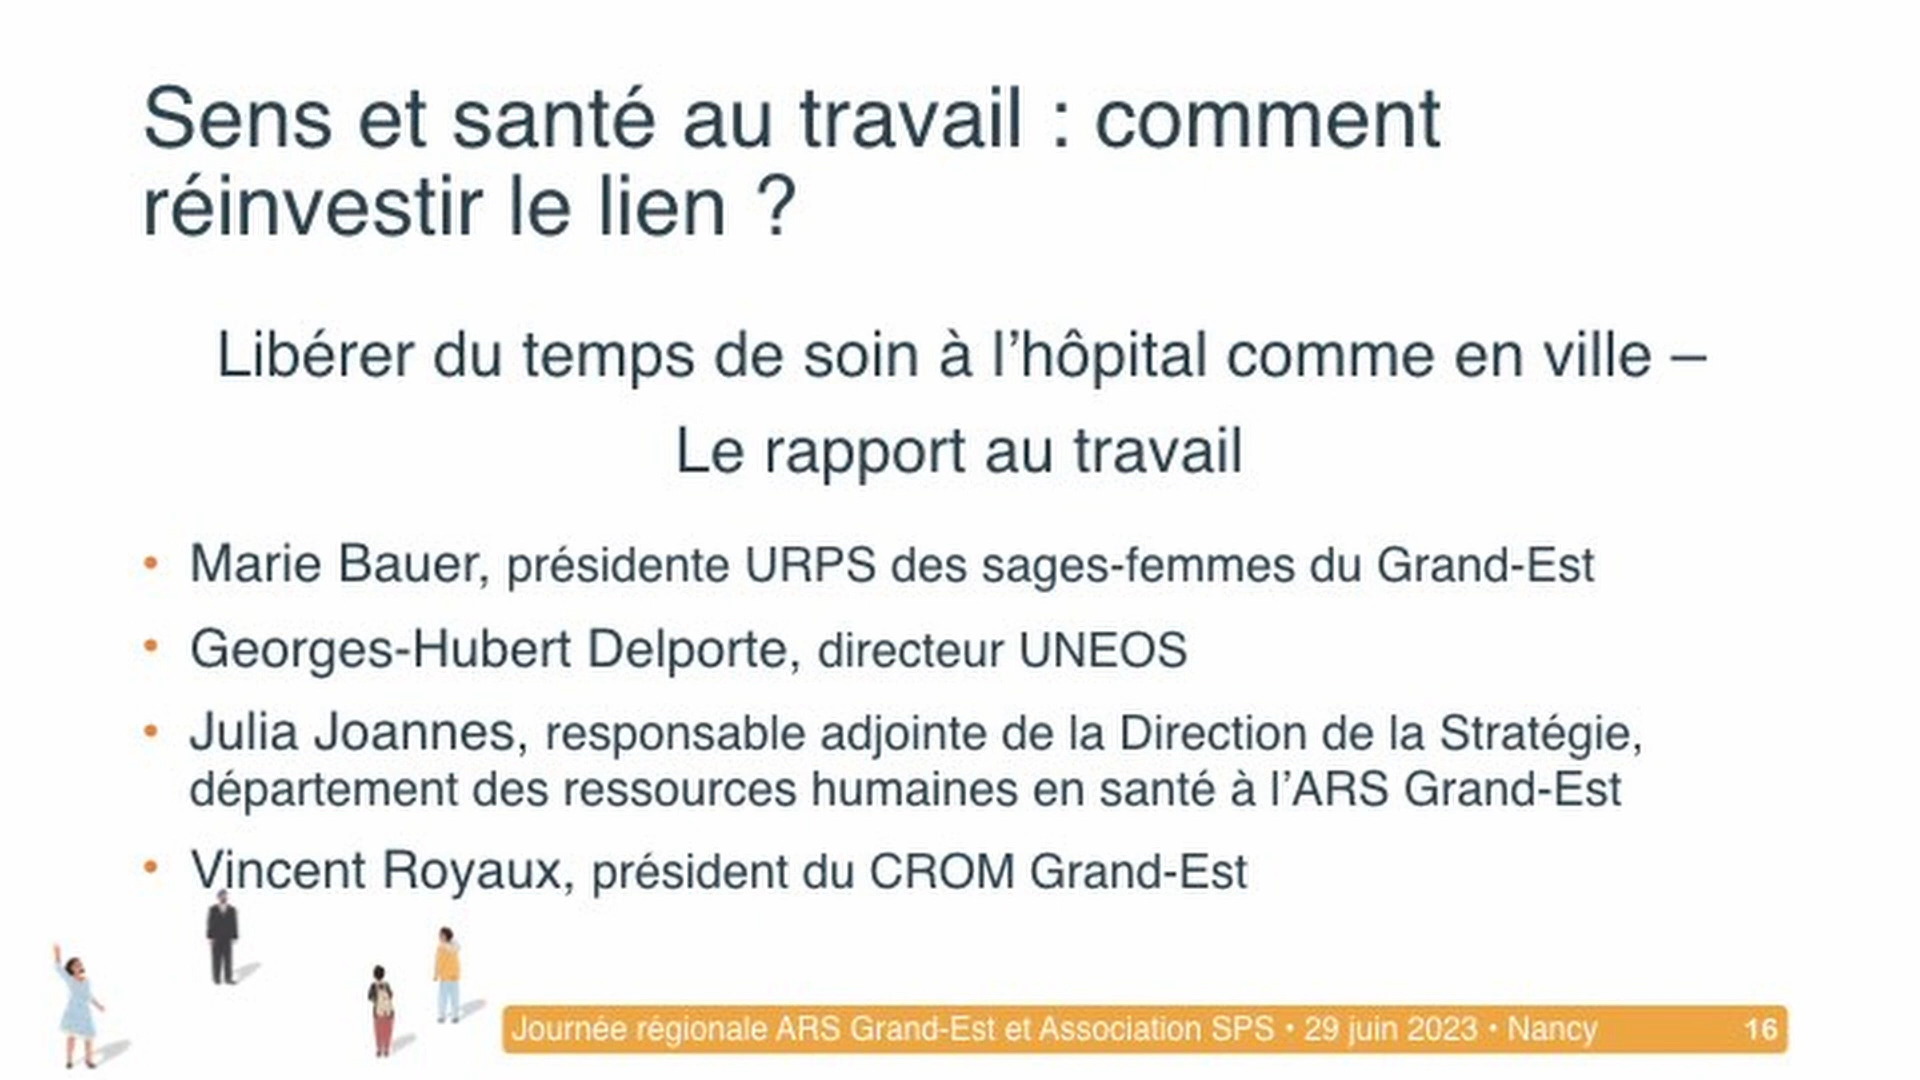 Sens et santé au travail : comment
réinvestir le lien ?
Libérer du temps de soin à l’hôpital comme en ville –
Le rapport au travail
• Marie Bauer, présidente URPS des sages-femmes du Grand-Est
• Georges-Hubert Delporte, directeur UNEOS
• Julia Joannes, responsable adjointe de la Direction de la Stratégie,
département des ressources humaines en santé à l’ARS Grand-Est
• Vincent Royaux, président du CROM Grand-Est
Journée régionale ARS Grand-Est et Association SPS • 29 juin 2023 • Nancy 16